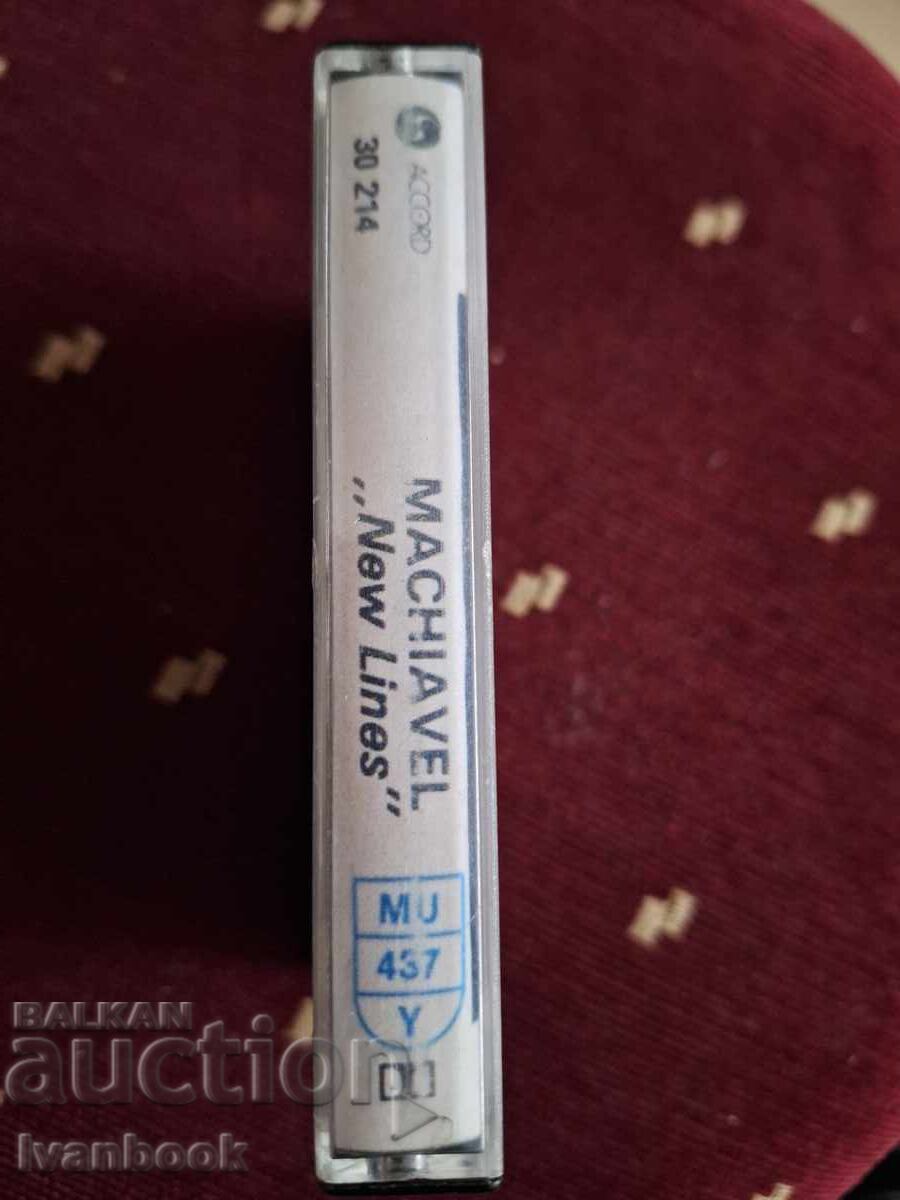 ACCORD
30 214
MACHIAVEL
„New Lines”
MU
437
Y
BALKAN
auction
Ivanbook